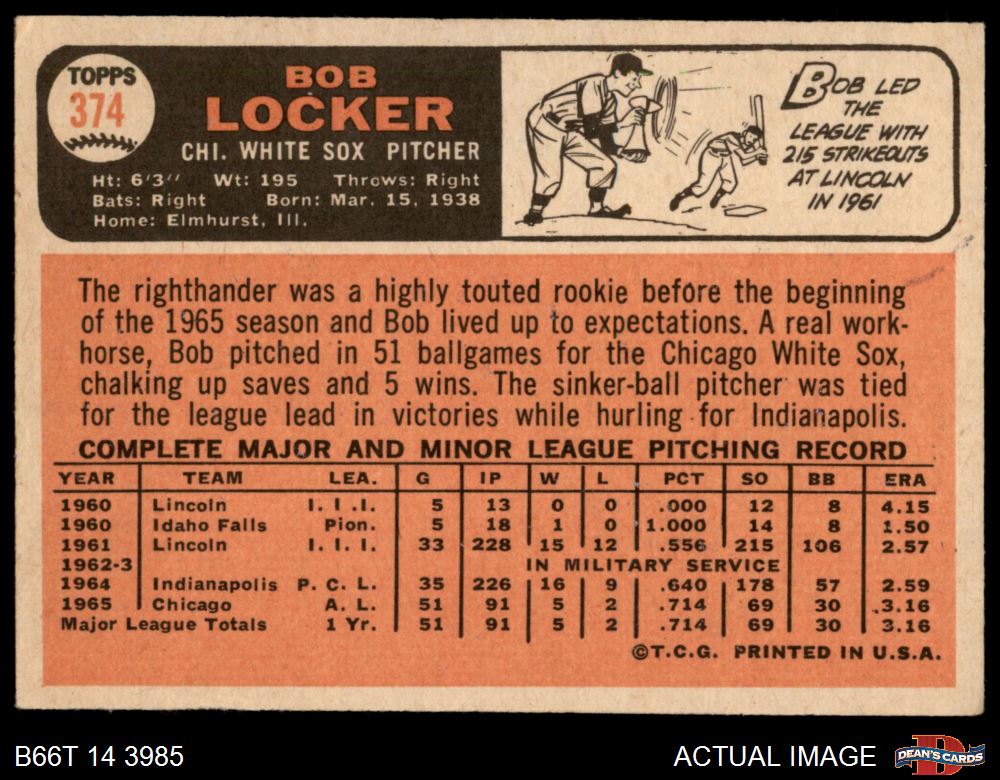 TOPPS
374
BOB
LOCKER
CHI. WHITE SOX PITCHER
Ht: 6'3" Wt: 195 Throws: Right
Bats: Right Born: Mar. 15, 1938
Home: Elmhurst, Ill.
BOB LED
THE
LEAGUE WITH
215 STRIKEOUTS
AT LINCOLN
IN 1961
The righthander was a highly touted rookie before the beginning
of the 1965 season and Bob lived up to expectations. A real work-
horse, Bob pitched in 51 ballgames for the Chicago White Sox,
chalking up saves and 5 wins. The sinker-ball pitcher was tied
for the league lead in victories while hurling for Indianapolis.
COMPLETE MAJOR AND MINOR LEAGUE PITCHING RECORD
YEAR TEAM LEA. G IP W L PCT SO BB ERA
1960 Lincoln I. I .I. 5 13 0 0 .000 12 8 4.15
1960 Idaho Falls Pion. 5 18 1 0 1.000 14 8 1.50
1961 Lincoln I. I. I. 33 228 15 12 .556 215 106 2.57
1962-3 IN MILITARY SERVICE
1964 Indianapolis P. C. L. 35 226 16 9 .640 178 57 2.59
1965 Chicago A. L. 51 91 5 2 .714 69 30 3.16
Major League Totals 1 Yr. 51 91 5 2 .714 69 30 3.16
©T.C.G. PRINTED IN U.S.A.
B66T 14 3985
ACTUAL IMAGE
DEAN'S CARDS